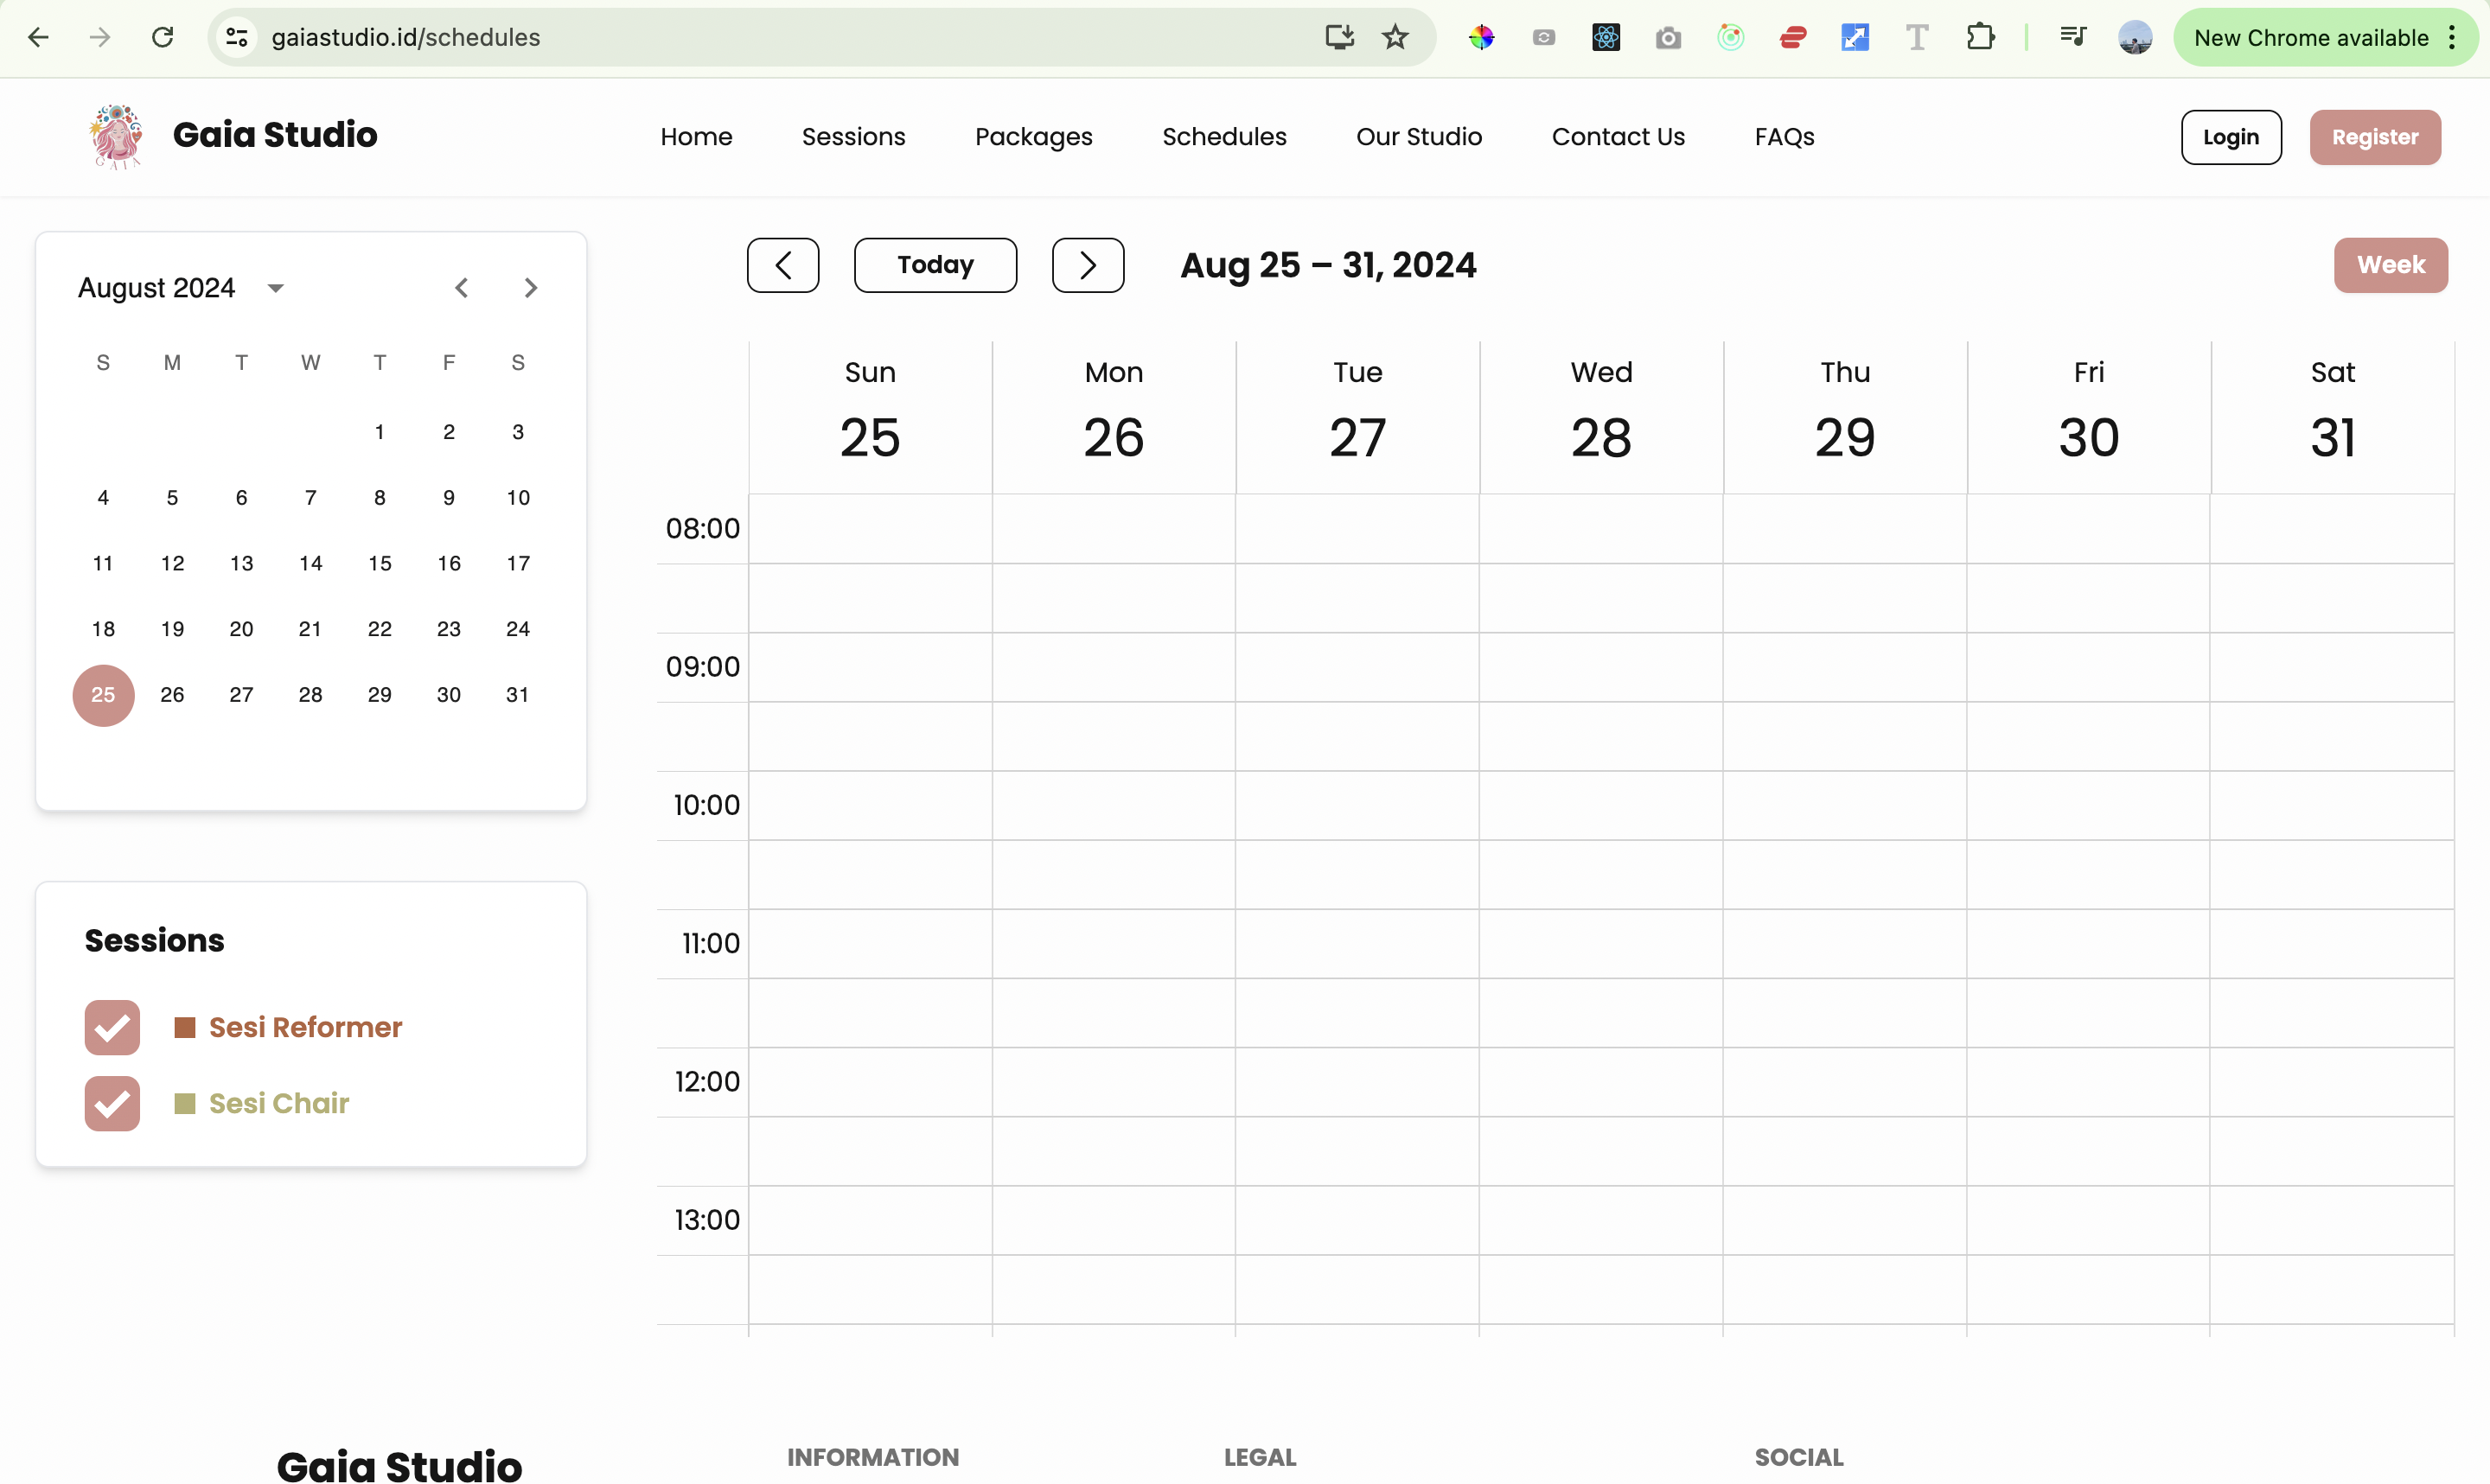 gaiastudio.id/schedules
New Chrome available
GAIA
Gaia Studio
Home
Sessions
Packages
Schedules
Our Studio
Contact Us
FAQs
Login
Register
August 2024
S M T W T F S
1 2 3
4 5 6 7 8 9 10
11 12 13 14 15 16 17
18 19 20 21 22 23 24
25 26 27 28 29 30 31
Sessions
Sesi Reformer
Sesi Chair
Today
Aug 25 – 31, 2024
Week
Sun Mon Tue Wed Thu Fri Sat
25 26 27 28 29 30 31
08:00
09:00
10:00
11:00
12:00
13:00
Gaia Studio
INFORMATION
LEGAL
SOCIAL